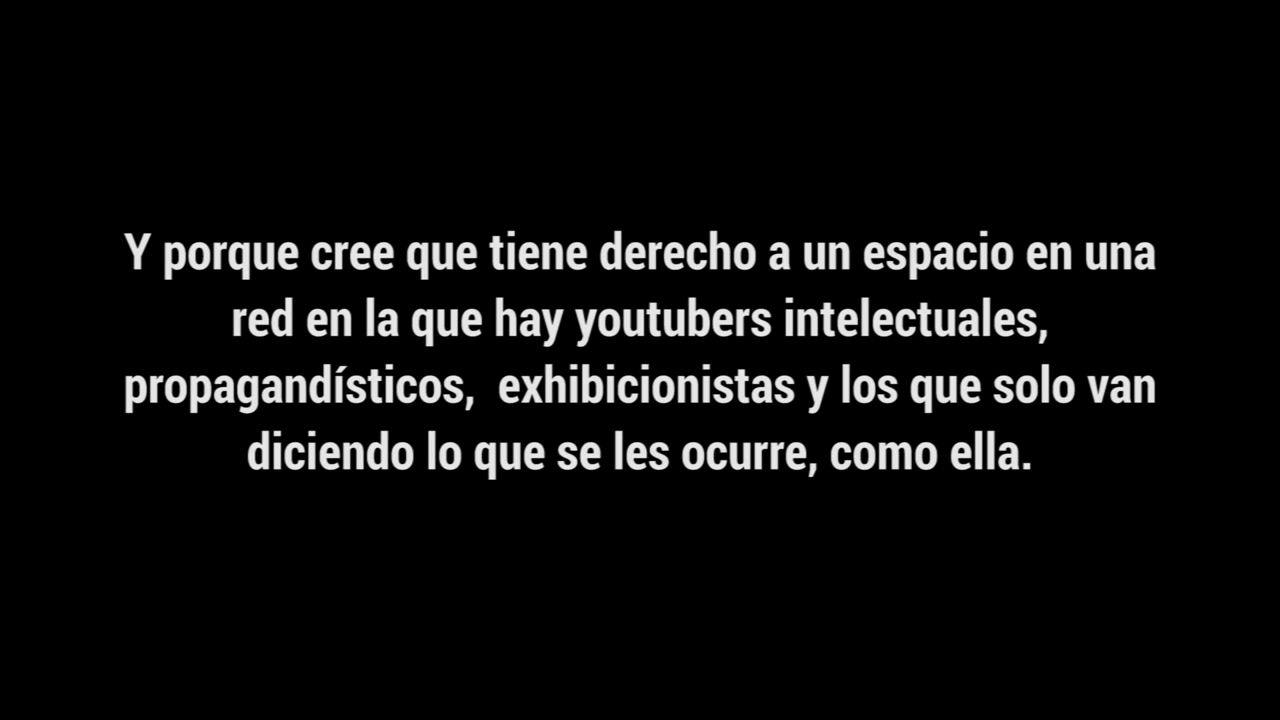 Y porque cree que tiene derecho a un espacio en una
red en la que hay youtubers intelectuales,
propagandísticos,  exhibicionistas y los que solo van
diciendo lo que se les ocurre, como ella.